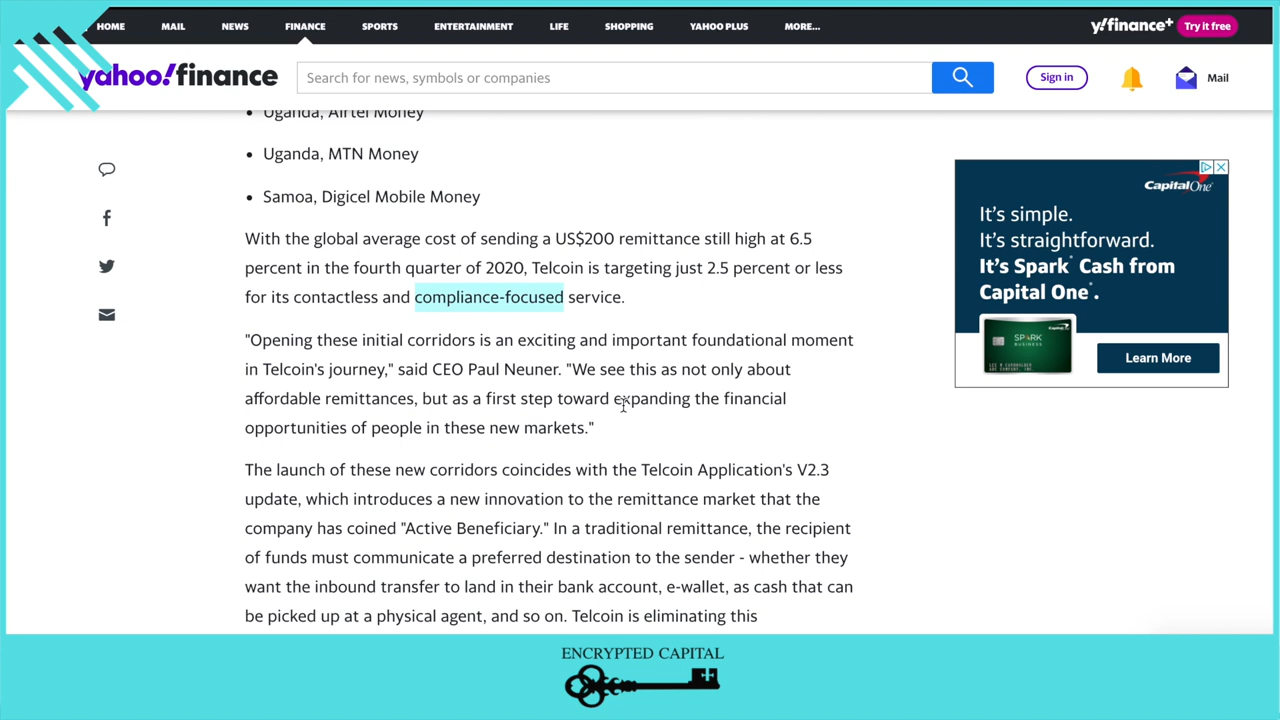 HOME MAIL NEWS FINANCE SPORTS ENTERTAINMENT LIFE SHOPPING YAHOO PLUS MORE... y!finance+ Try it free
yahoo!finance Search for news, symbols or companies Sign in Mail
• Uganda, Airtel Money
• Uganda, MTN Money
• Samoa, Digicel Mobile Money
With the global average cost of sending a US$200 remittance still high at 6.5
percent in the fourth quarter of 2020, Telcoin is targeting just 2.5 percent or less
for its contactless and compliance-focused service.
"Opening these initial corridors is an exciting and important foundational moment
in Telcoin's journey," said CEO Paul Neuner. "We see this as not only about
affordable remittances, but as a first step toward expanding the financial
opportunities of people in these new markets."
The launch of these new corridors coincides with the Telcoin Application's V2.3
update, which introduces a new innovation to the remittance market that the
company has coined "Active Beneficiary." In a traditional remittance, the recipient
of funds must communicate a preferred destination to the sender - whether they
want the inbound transfer to land in their bank account, e-wallet, as cash that can
be picked up at a physical agent, and so on. Telcoin is eliminating this
Capital One
It's simple.
It's straightforward.
It's Spark* Cash from
Capital One*.
SPARK
BUSINESS
Learn More
ENCRYPTED CAPITAL